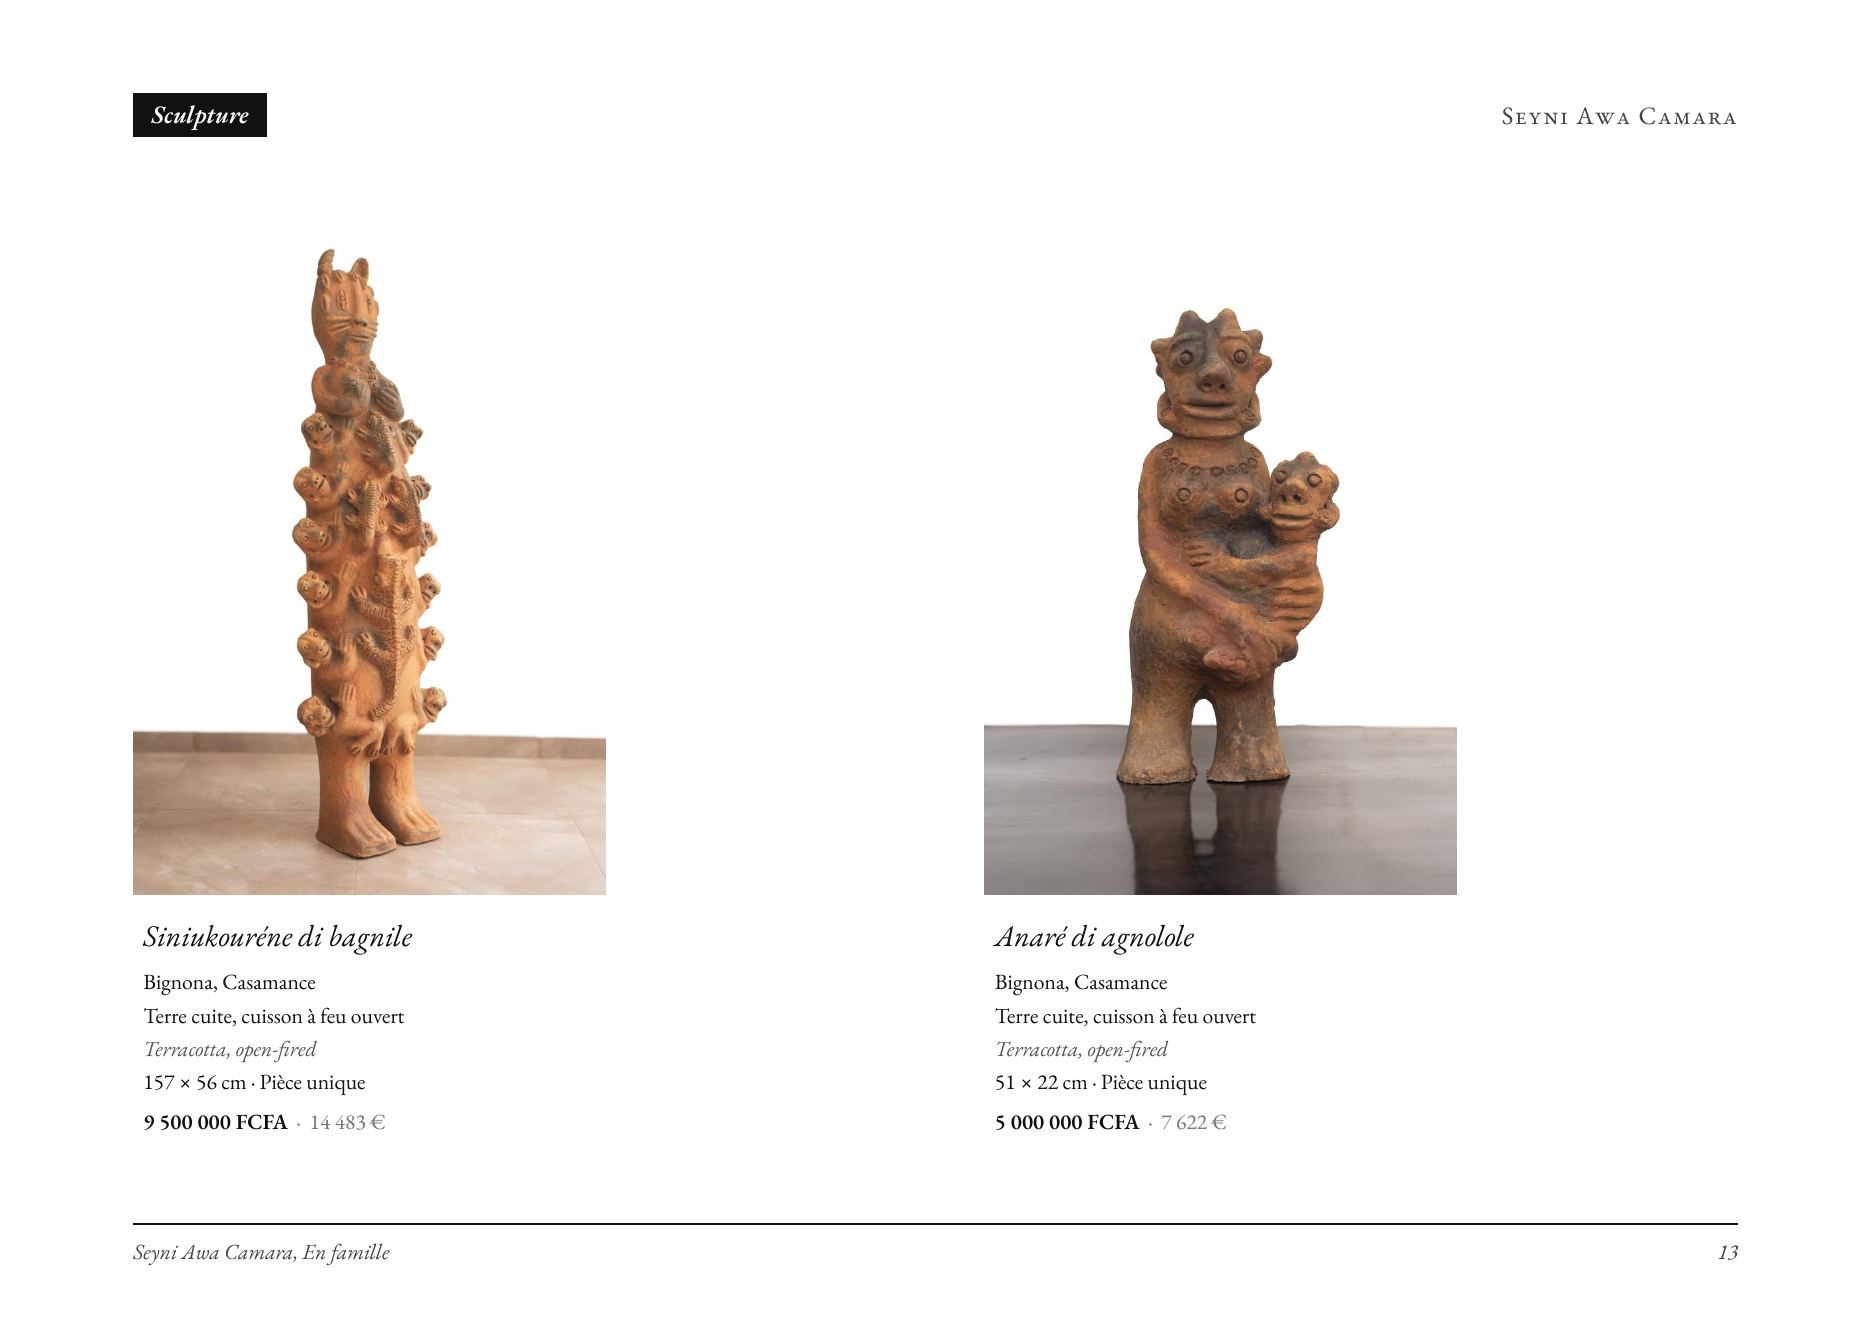 Sculpture
Seyni Awa Camara
Siniukouréne di bagnile
Bignona, Casamance
Terre cuite, cuisson à feu ouvert
Terracotta, open-fired
157 × 56 cm · Pièce unique
9 500 000 FCFA · 14 483 €
Anaré di agnolole
Bignona, Casamance
Terre cuite, cuisson à feu ouvert
Terracotta, open-fired
51 × 22 cm · Pièce unique
5 000 000 FCFA · 7 622 €
Seyni Awa Camara, En famille
13